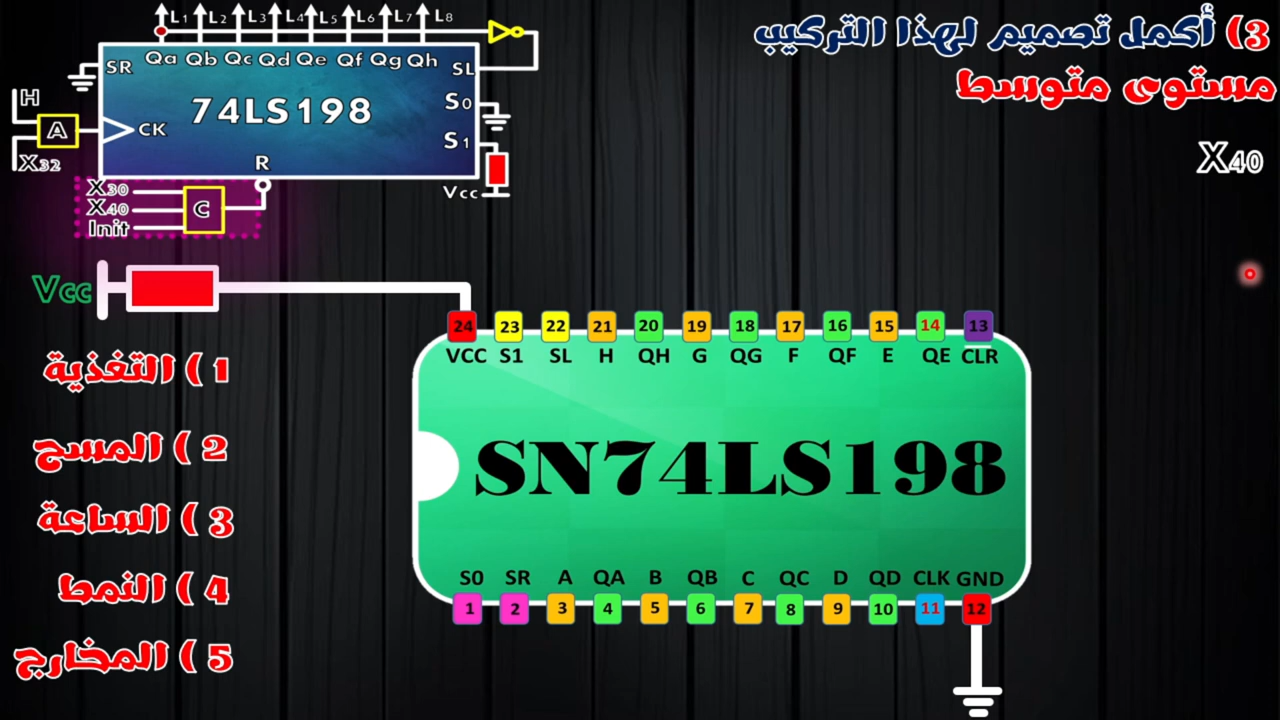 3) أكمل تصميم لهذا التركيب
مستوى متوسط
X40
L1 L2 L3 L4 L5 L6 L7 L8
SR Qa Qb Qc Qd Qe Qf Qg Qh SL
74LS198
S0
S1
H
A
CK
X32
R
Vcc
X30
X40
Init
C
Vcc
1 ) التغذية
2 ) المسح
3 ) الساعة
4 ) النمط
5 ) المخارج
24 23 22 21 20 19 18 17 16 15 14 13
VCC S1 SL H QH G QG F QF E QE CLR
SN74LS198
S0 SR A QA B QB C QC D QD CLK GND
1 2 3 4 5 6 7 8 9 10 11 12